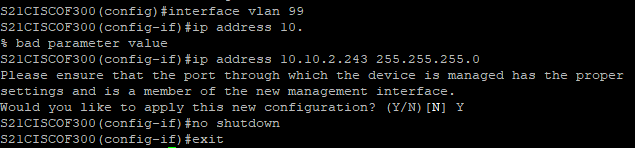 S21CISCOF300(config)#interface vlan 99
S21CISCOF300(config-if)#ip address 10.
% bad parameter value
S21CISCOF300(config-if)#ip address 10.10.2.243 255.255.255.0
Please ensure that the port through which the device is managed has the proper
settings and is a member of the new management interface.
Would you like to apply this new configuration? (Y/N)[N] Y
S21CISCOF300(config-if)#no shutdown
S21CISCOF300(config-if)#exit